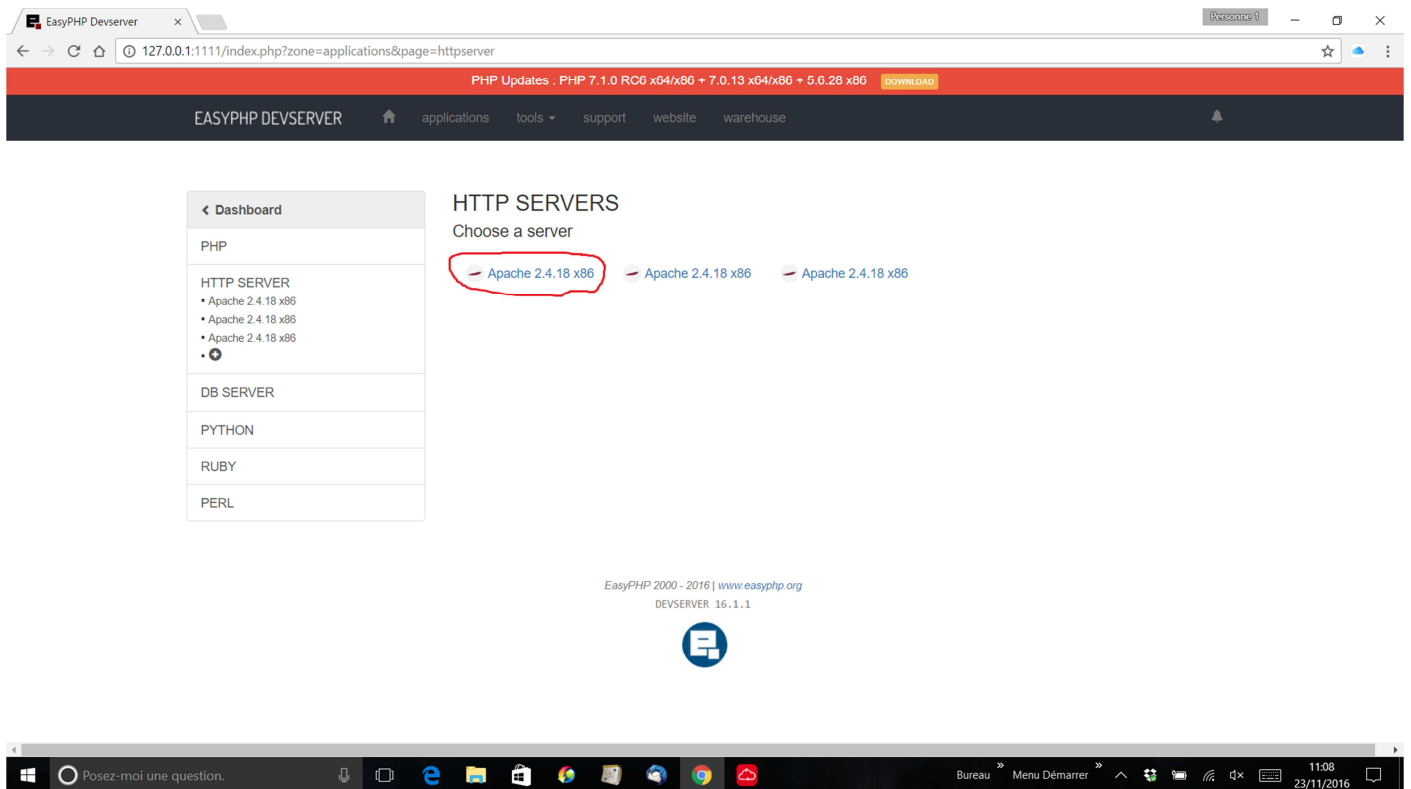 EasyPHP Devserver
Personne 1
127.0.0.1:1111/index.php?zone=applications&page=httpserver
PHP Updates : PHP 7.1.0 RC6 x64/x86 + 7.0.13 x64/x86 + 5.6.28 x86 DOWNLOAD
EASYPHP DEVSERVER applications tools support website warehouse
Dashboard
PHP
HTTP SERVER
▪ Apache 2.4.18 x86
▪ Apache 2.4.18 x86
▪ Apache 2.4.18 x86
DB SERVER
PYTHON
RUBY
PERL
HTTP SERVERS
Choose a server
Apache 2.4.18 x86 Apache 2.4.18 x86 Apache 2.4.18 x86
EasyPHP 2000 - 2016 | www.easyphp.org
DEVSERVER 16.1.1
Posez-moi une question.
Bureau » Menu Démarrer »
11:08
23/11/2016